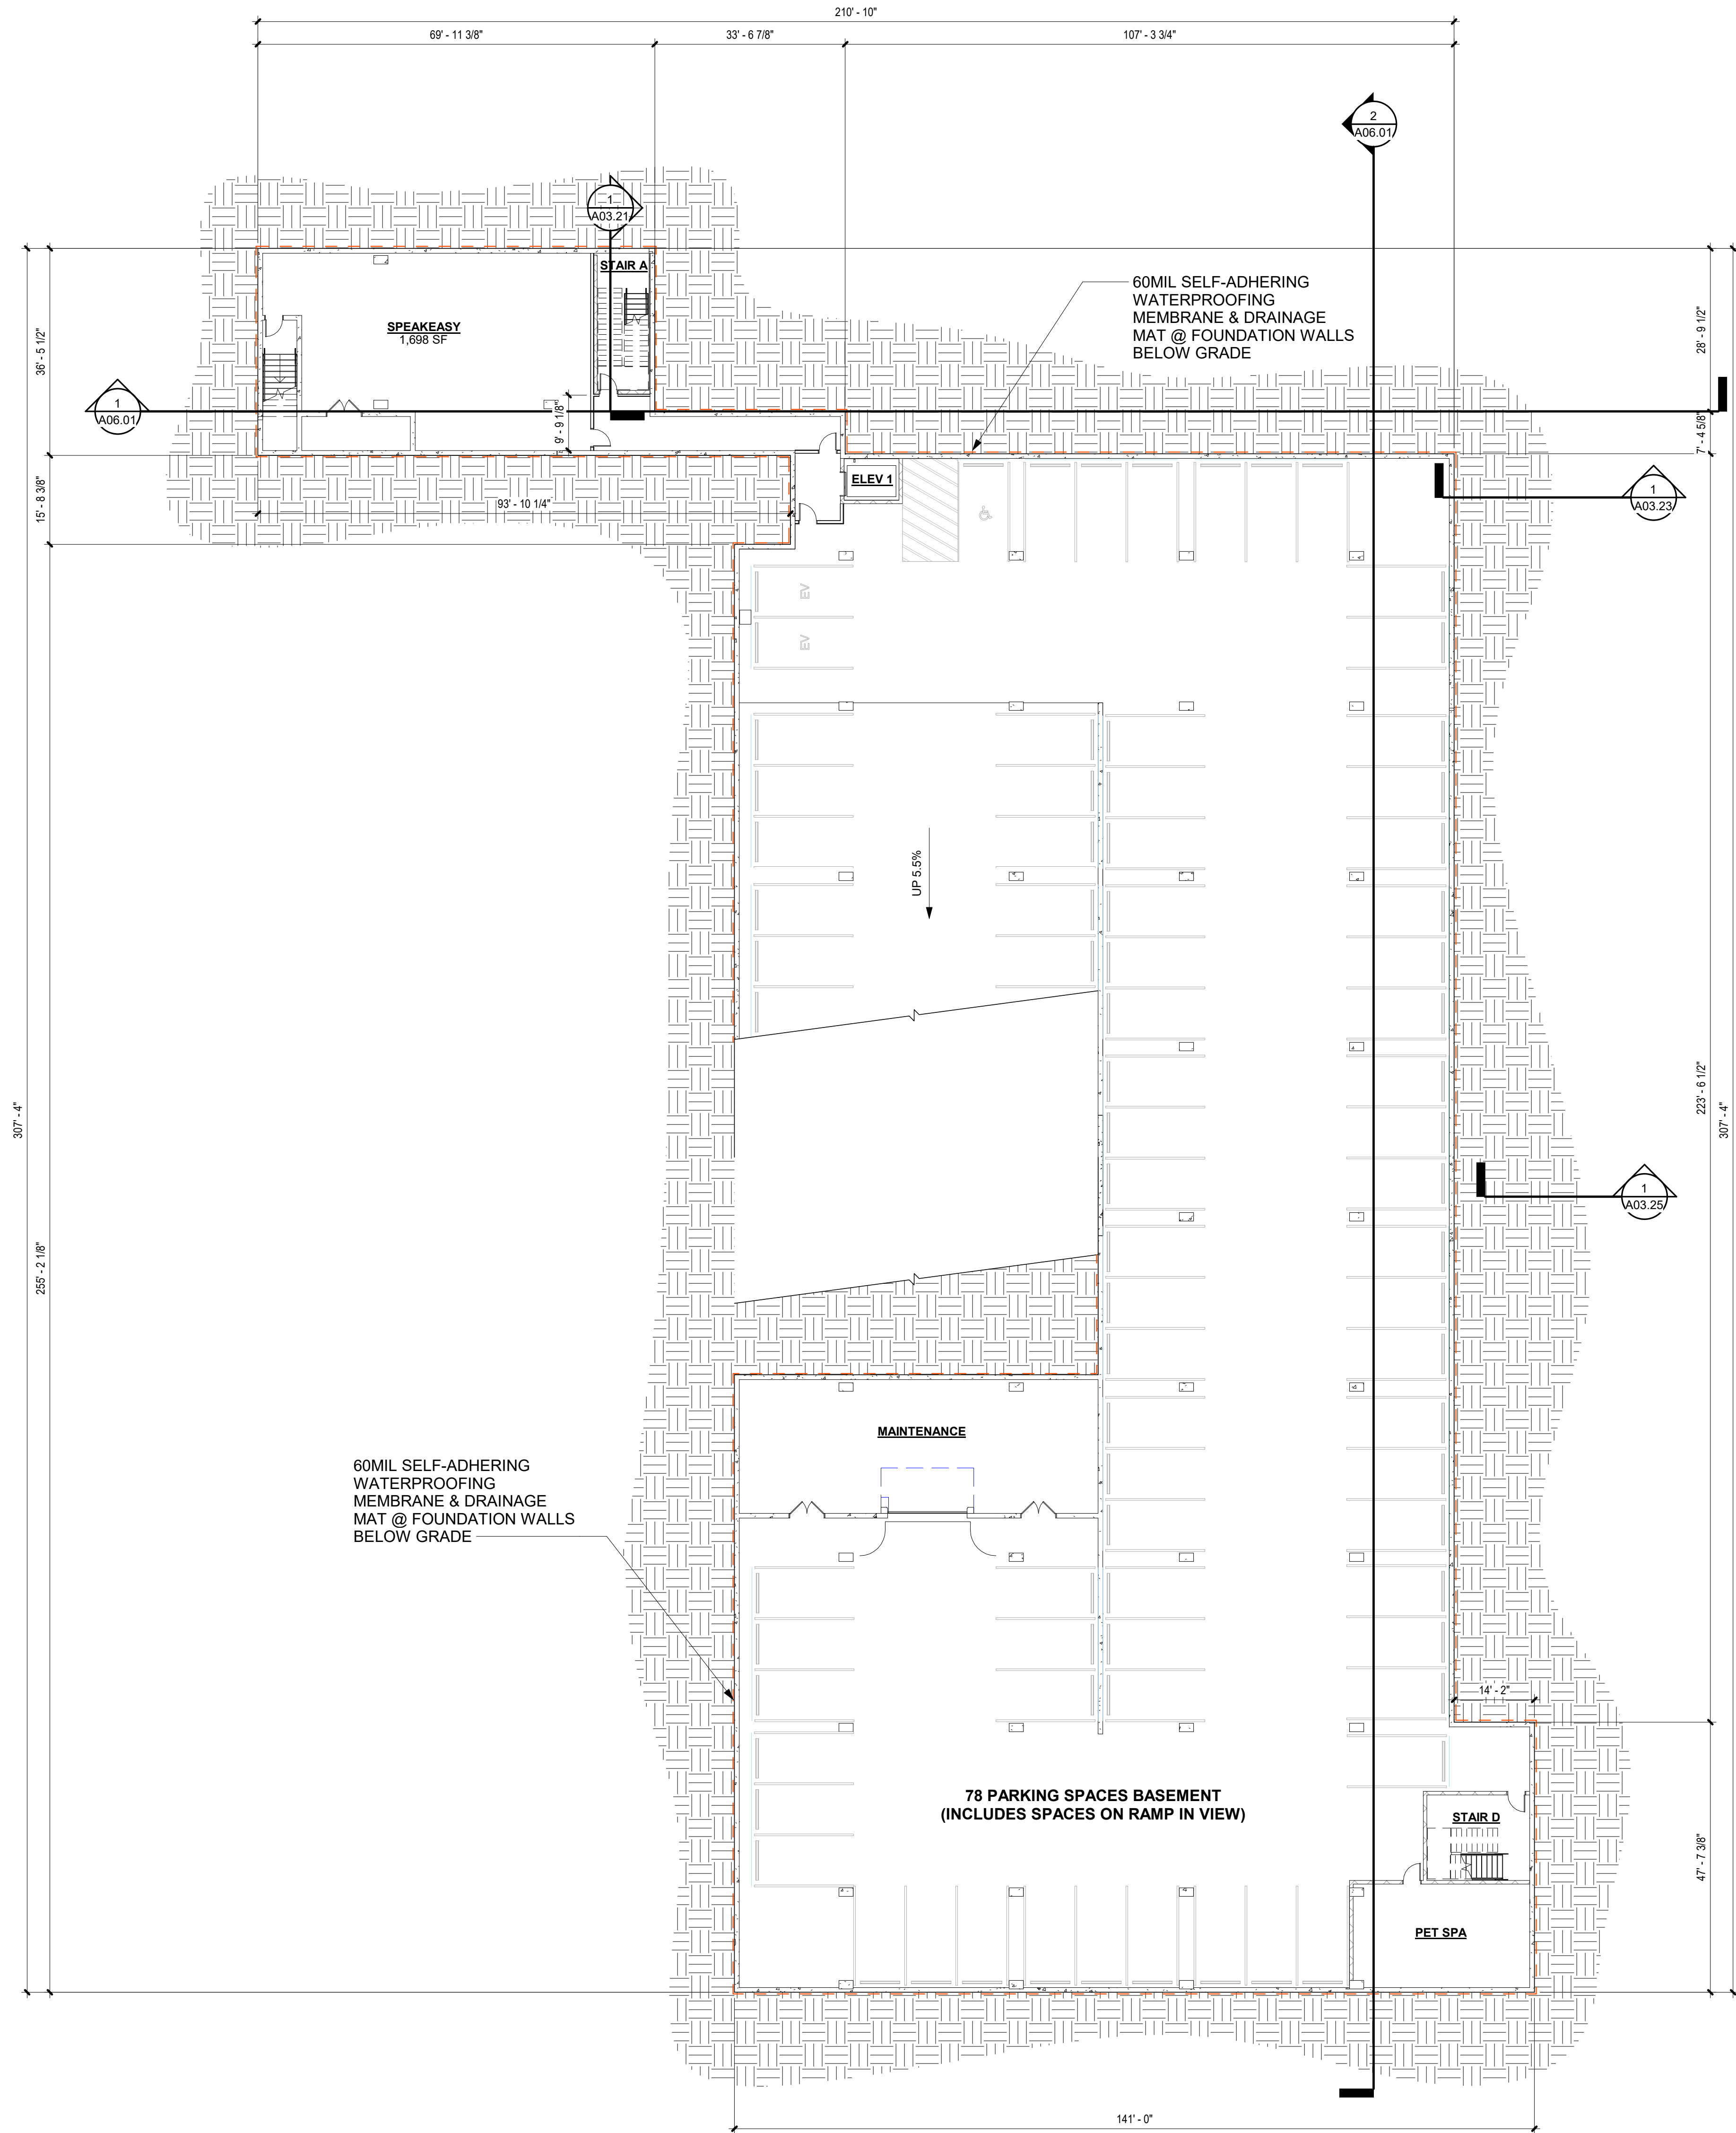 210' - 10"
69' - 11 3/8"
33' - 6 7/8"
107' - 3 3/4"
2
A06.01
1
A03.21
STAIR A
60MIL SELF-ADHERING
WATERPROOFING
MEMBRANE & DRAINAGE
MAT @ FOUNDATION WALLS
BELOW GRADE
28' - 9 1/2"
36' - 5 1/2"
SPEAKEASY
1,698 SF
1
A06.01
9' - 9 1/8"
7' - 4 5/8"
ELEV 1
1
A03.23
15' - 8 3/8"
93' - 10 1/4"
EV
EV
UP 5.5%
307' - 4"
223' - 6 1/2"
307' - 4"
1
A03.25
255' - 2 1/8"
MAINTENANCE
60MIL SELF-ADHERING
WATERPROOFING
MEMBRANE & DRAINAGE
MAT @ FOUNDATION WALLS
BELOW GRADE
14' - 2"
78 PARKING SPACES BASEMENT
(INCLUDES SPACES ON RAMP IN VIEW)
STAIR D
47' - 7 3/8"
PET SPA
141' - 0"